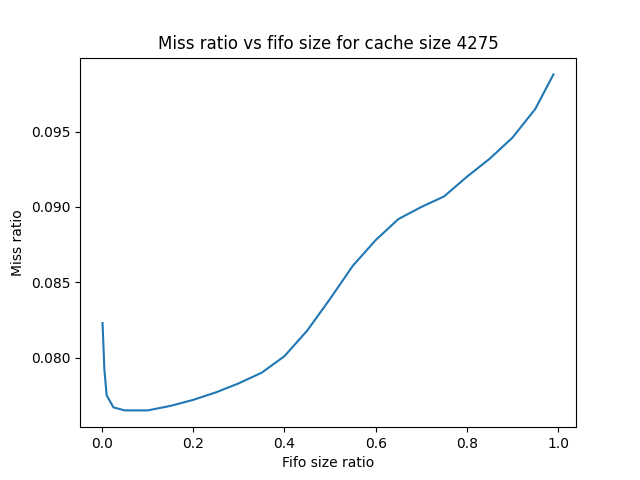 Miss ratio vs fifo size for cache size 4275
0.095
0.090
0.085
0.080
Miss ratio
0.0 0.2 0.4 0.6 0.8 1.0
Fifo size ratio